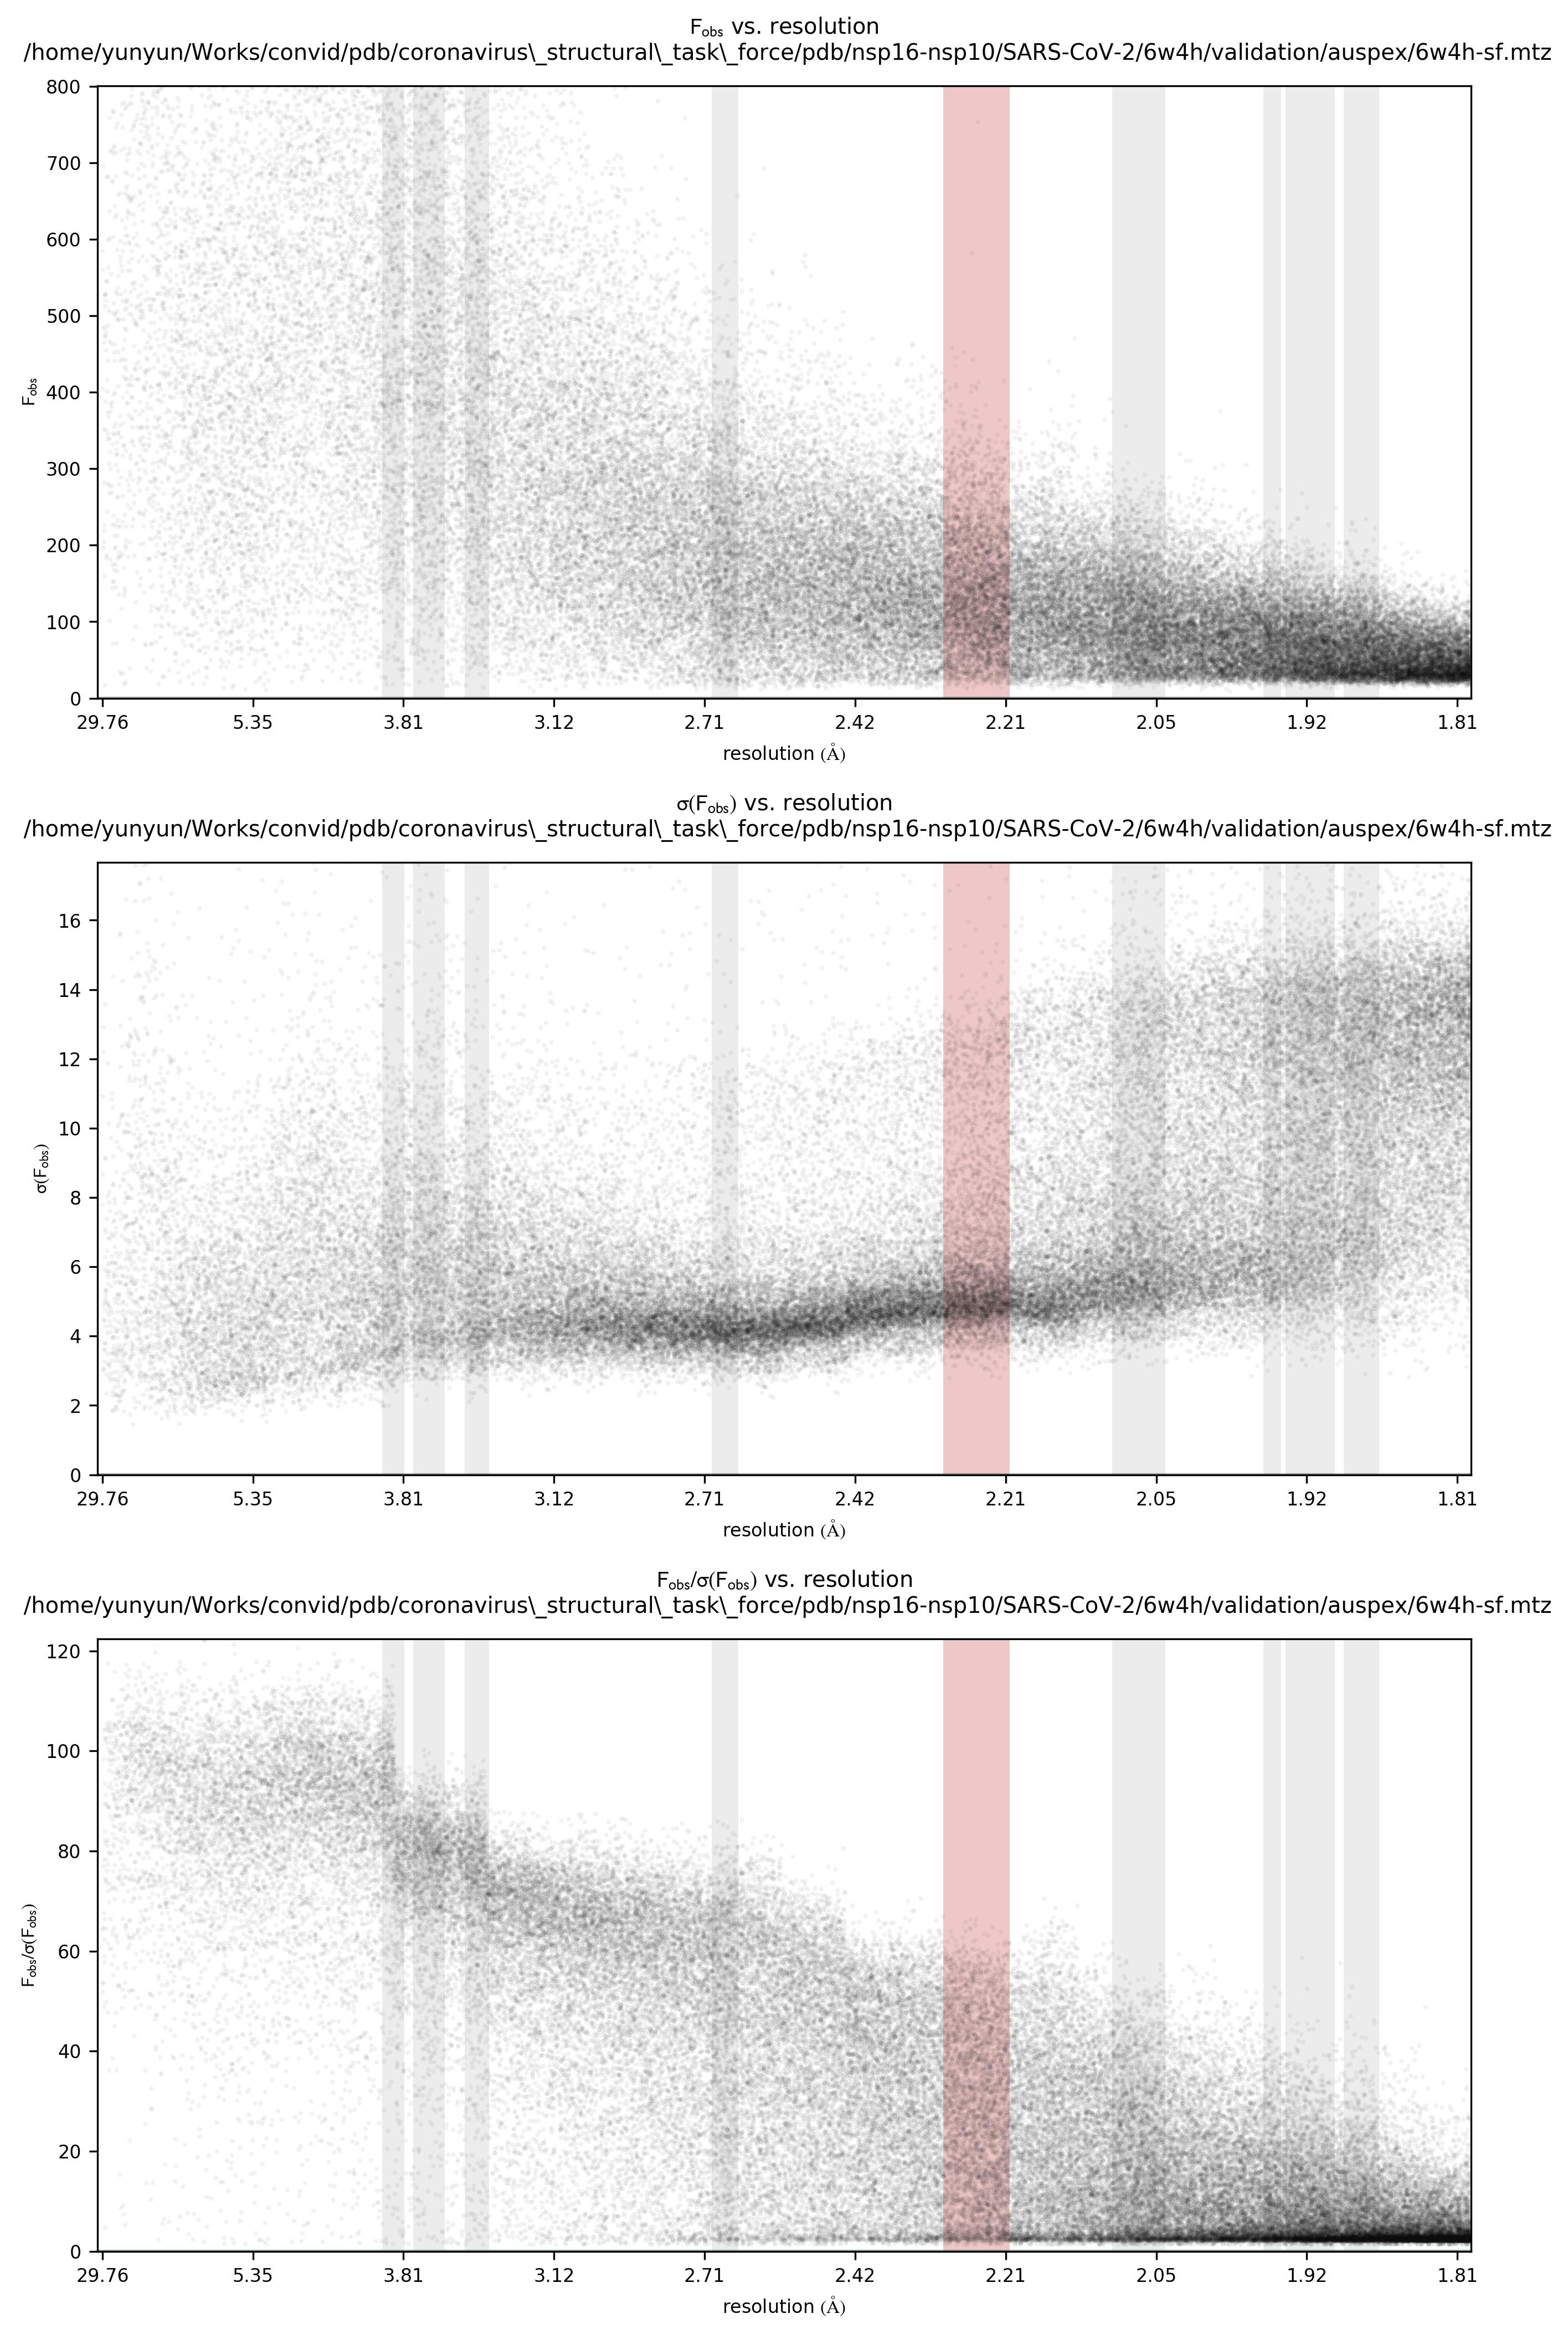 Fobs vs. resolution
/home/yunyun/Works/convid/pdb/coronavirus\_structural\_task\_force/pdb/nsp16-nsp10/SARS-CoV-2/6w4h/validation/auspex/6w4h-sf.mtz
800
700
600
500
400
300
200
100
0
Fobs
29.76 5.35 3.81 3.12 2.71 2.42 2.21 2.05 1.92 1.81
resolution (Å)
σ(Fobs) vs. resolution
/home/yunyun/Works/convid/pdb/coronavirus\_structural\_task\_force/pdb/nsp16-nsp10/SARS-CoV-2/6w4h/validation/auspex/6w4h-sf.mtz
16
14
12
10
8
6
4
2
0
σ(Fobs)
29.76 5.35 3.81 3.12 2.71 2.42 2.21 2.05 1.92 1.81
resolution (Å)
Fobs/σ(Fobs) vs. resolution
/home/yunyun/Works/convid/pdb/coronavirus\_structural\_task\_force/pdb/nsp16-nsp10/SARS-CoV-2/6w4h/validation/auspex/6w4h-sf.mtz
120
100
80
60
40
20
0
Fobs/σ(Fobs)
29.76 5.35 3.81 3.12 2.71 2.42 2.21 2.05 1.92 1.81
resolution (Å)